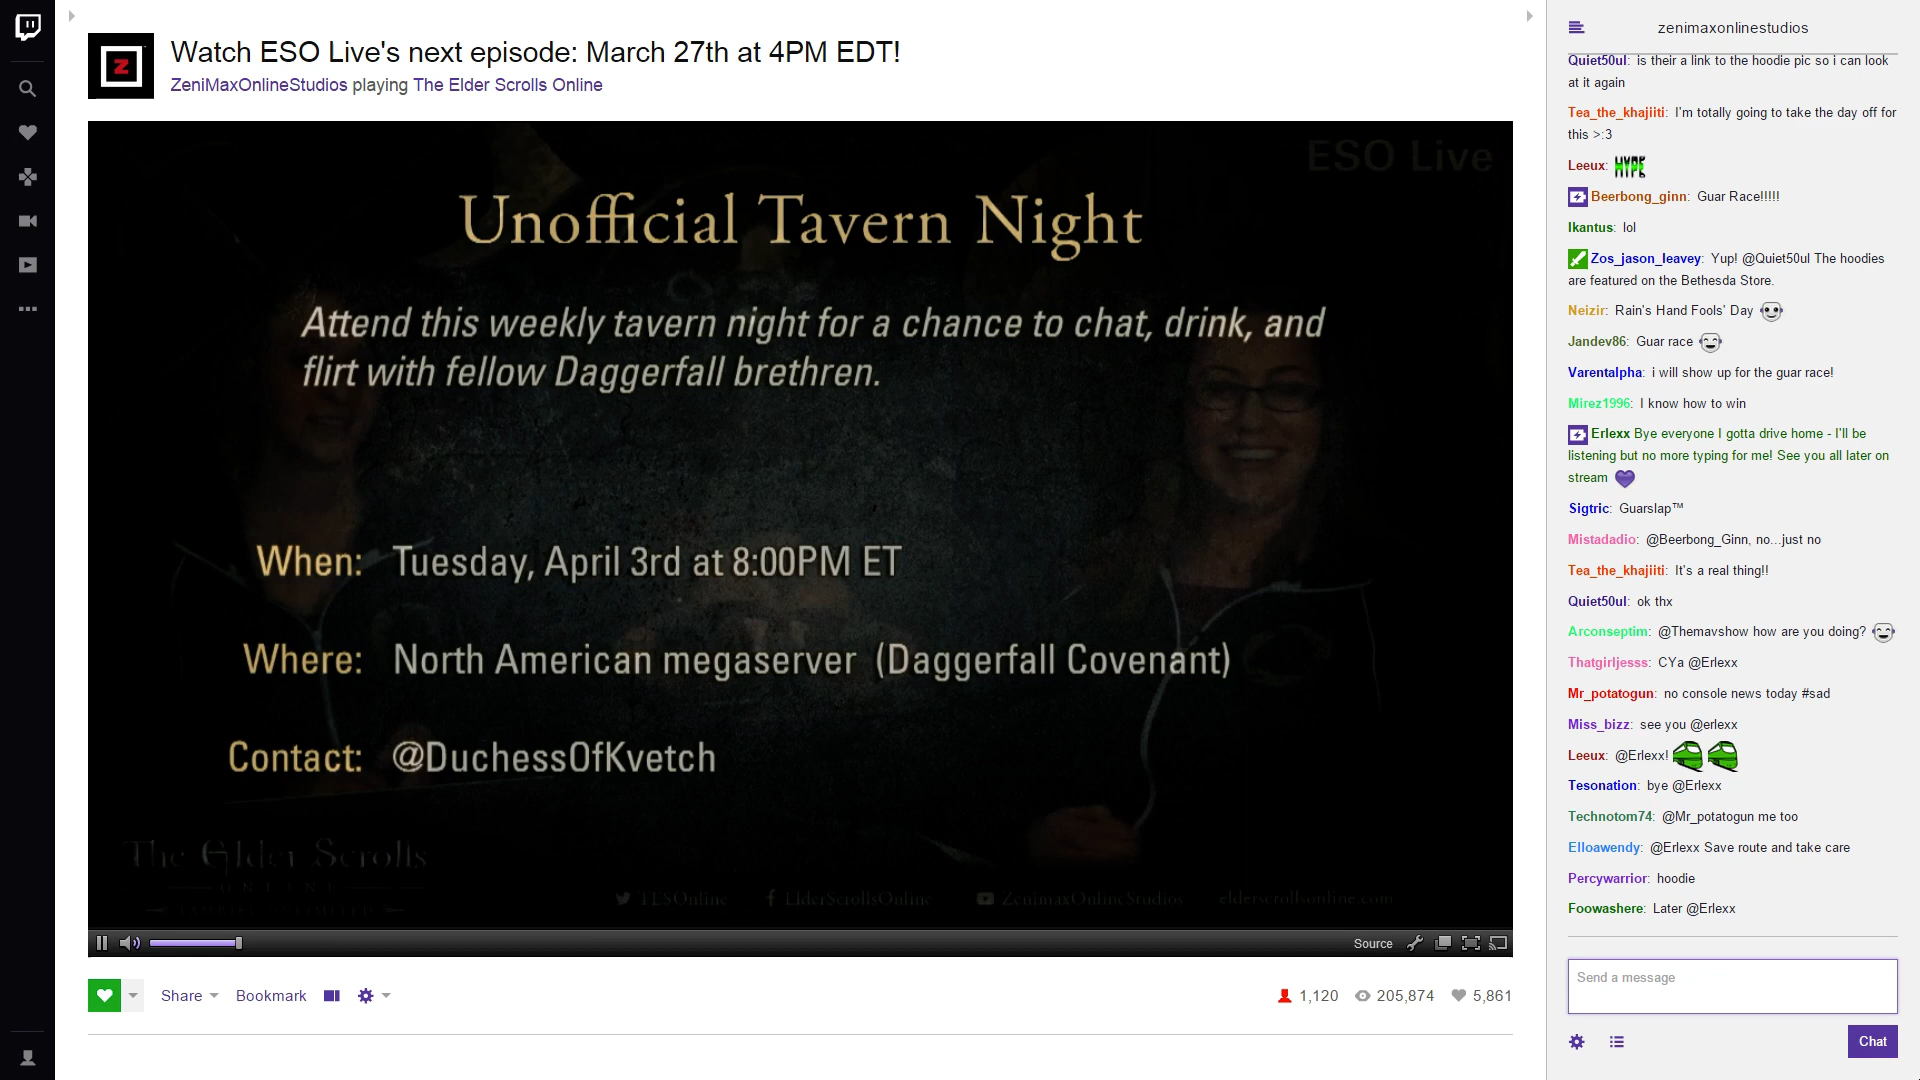 Watch ESO Live's next episode: March 27th at 4PM EDT!
ZeniMaxOnlineStudios playing The Elder Scrolls Online
ESO Live
Unofficial Tavern Night
Attend this weekly tavern night for a chance to chat, drink, and
flirt with fellow Daggerfall brethren.
When: Tuesday, April 3rd at 8:00PM ET
Where: North American megaserver (Daggerfall Covenant)
Contact: @DuchessOfKvetch
The Elder Scrolls
ONLINE
TESOnline ElderScrollsOnline ZenimaxOnlineStudios elderscrollsonline.com
Source
Share Bookmark
1,120 205,874 5,861
zenimaxonlinestudios
Quiet50ul: is their a link to the hoodie pic so i can look
at it again
Tea_the_khajiiti: I'm totally going to take the day off for
this >:3
Leeux: HYPE
Beerbong_ginn: Guar Race!!!!!
Ikantus: lol
Zos_jason_leavey: Yup! @Quiet50ul The hoodies
are featured on the Bethesda Store.
Neizir: Rain's Hand Fools' Day
Jandev86: Guar race
Varentalpha: i will show up for the guar race!
Mirez1996: I know how to win
Erlexx Bye everyone I gotta drive home - I'll be
listening but no more typing for me! See you all later on
stream
Sigtric: Guarslap™
Mistadadio: @Beerbong_Ginn, no...just no
Tea_the_khajiiti: It's a real thing!!
Quiet50ul: ok thx
Arconseptim: @Themavshow how are you doing?
Thatgirljesss: CYa @Erlexx
Mr_potatogun: no console news today #sad
Miss_bizz: see you @erlexx
Leeux: @Erlexx!
Tesonation: bye @Erlexx
Technotom74: @Mr_potatogun me too
Elloawendy: @Erlexx Save route and take care
Percywarrior: hoodie
Foowashere: Later @Erlexx
Send a message
Chat